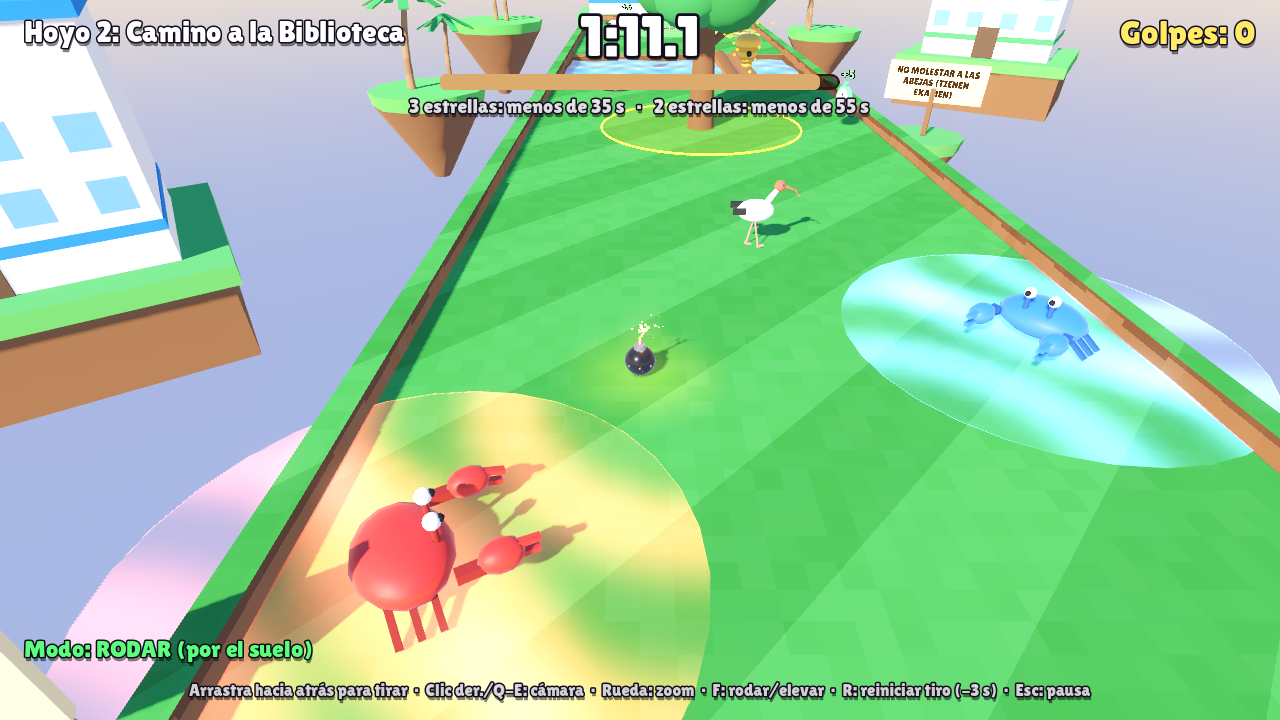 Hoyo 2: Camino a la Biblioteca
1:11.1
Golpes: 0
3 estrellas: menos de 35 s · 2 estrellas: menos de 55 s
NO MOLESTAR A LAS
ABEJAS (TIENEN
EXAMEN)
Modo: RODAR (por el suelo)
Arrastra hacia atrás para tirar · Clic der./Q-E: cámara · Rueda: zoom · F: rodar/elevar · R: reiniciar tiro (-3 s) · Esc: pausa